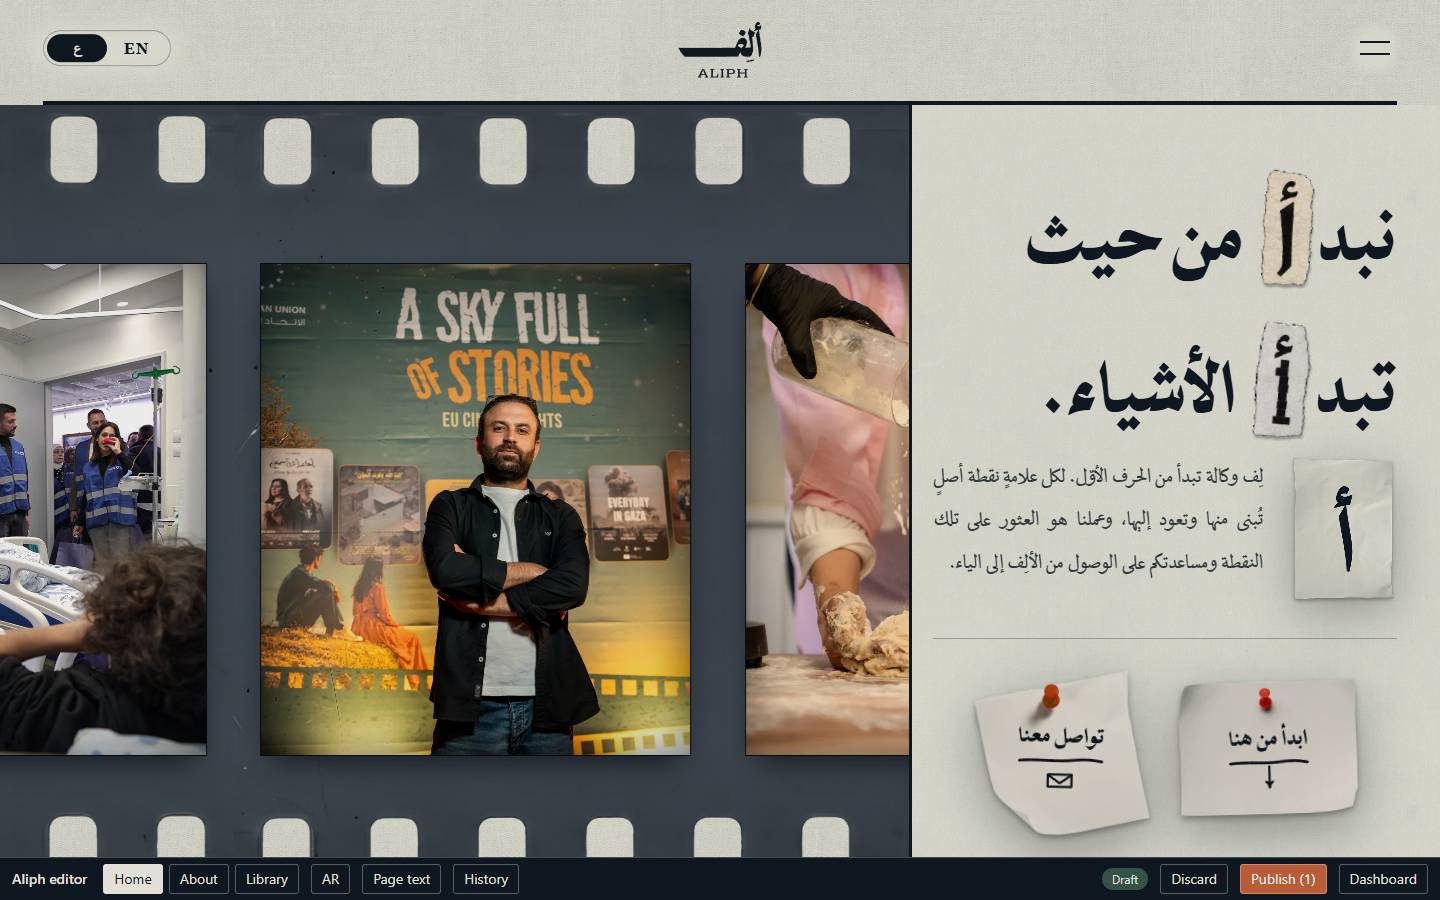 ع EN
ألِف
ALIPH
نبدأ من حيث
تبدأ الأشياء.
أ
لِف وكالة تبدأ من الحرف الأوّل. لكل علامةٍ نقطة أصلٍ
تُبنى منها وتعود إليها، وعملنا هو العثور على تلك
النقطة ومساعدتكم على الوصول من الألِف إلى الياء.
ابدأ من هنا
تواصل معنا
AN UNION
A SKY FULL
OF STORIES
EVERYDAY
IN GAZA
Aliph editor Home About Library AR Page text History Draft Discard Publish (1) Dashboard